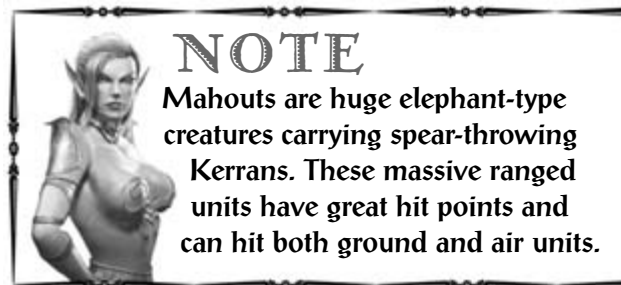 NOTE
Mahouts are huge elephant-type
creatures carrying spear-throwing
Kerrans. These massive ranged
units have great hit points and
can hit both ground and air units.